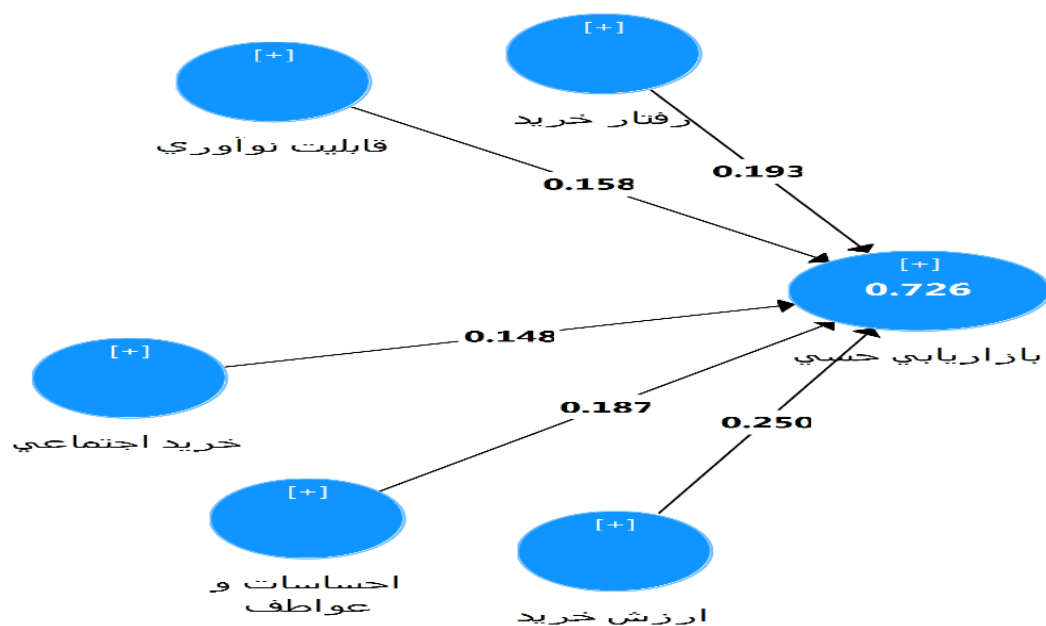 [+]
رفتار خريد
[+]
قابليت نوآوري
0.193
0.158
[+]
0.726
بازاريابي حسي
0.148
[+]
خريد اجتماعي
0.187
0.250
[+]
احساسات و
عواطف
[+]
ارزش خريد